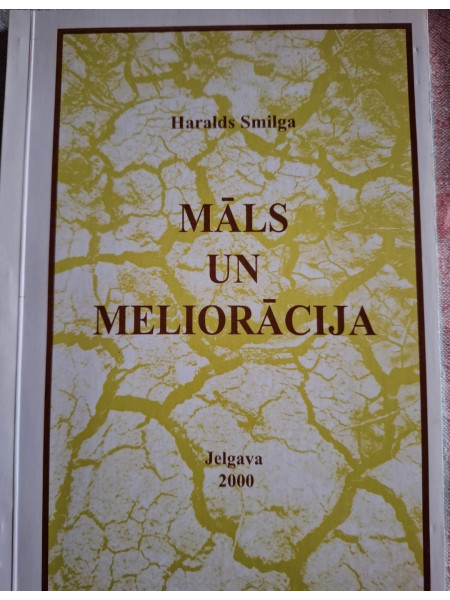 Haralds Smilga
MĀLS
UN
MELIORĀCIJA
Jelgava
2000